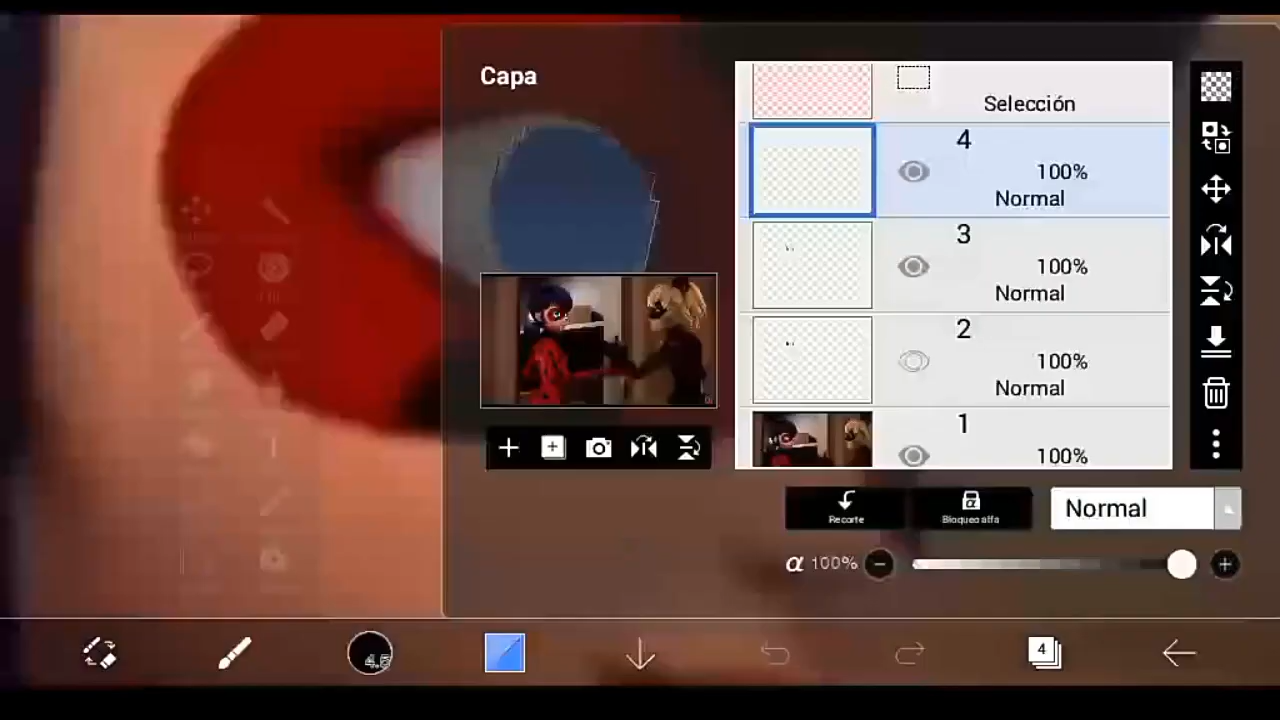 Capa
Selección
4
100%
Normal
3
100%
Normal
2
100%
Normal
1
100%
Recorte
Bloqueo alfa
Normal
α 100%
4.5
4